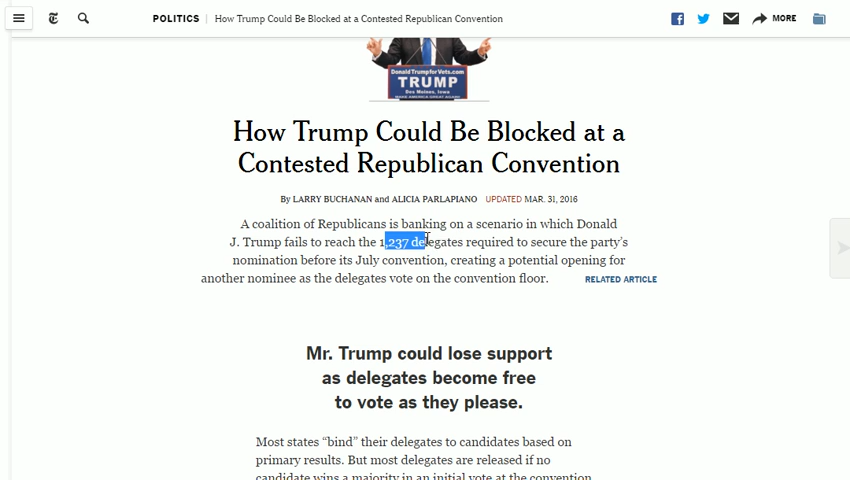 POLITICS | How Trump Could Be Blocked at a Contested Republican Convention
MORE
DonaldTrumpforVets.com
TRUMP
Des Moines, Iowa
MAKE AMERICA GREAT AGAIN!
How Trump Could Be Blocked at a
Contested Republican Convention
By LARRY BUCHANAN and ALICIA PARLAPIANO UPDATED MAR. 31, 2016
A coalition of Republicans is banking on a scenario in which Donald
J. Trump fails to reach the 1,237 delegates required to secure the party’s
nomination before its July convention, creating a potential opening for
another nominee as the delegates vote on the convention floor. RELATED ARTICLE
Mr. Trump could lose support
as delegates become free
to vote as they please.
Most states “bind” their delegates to candidates based on
primary results. But most delegates are released if no
candidate wins a majority in an initial vote at the convention